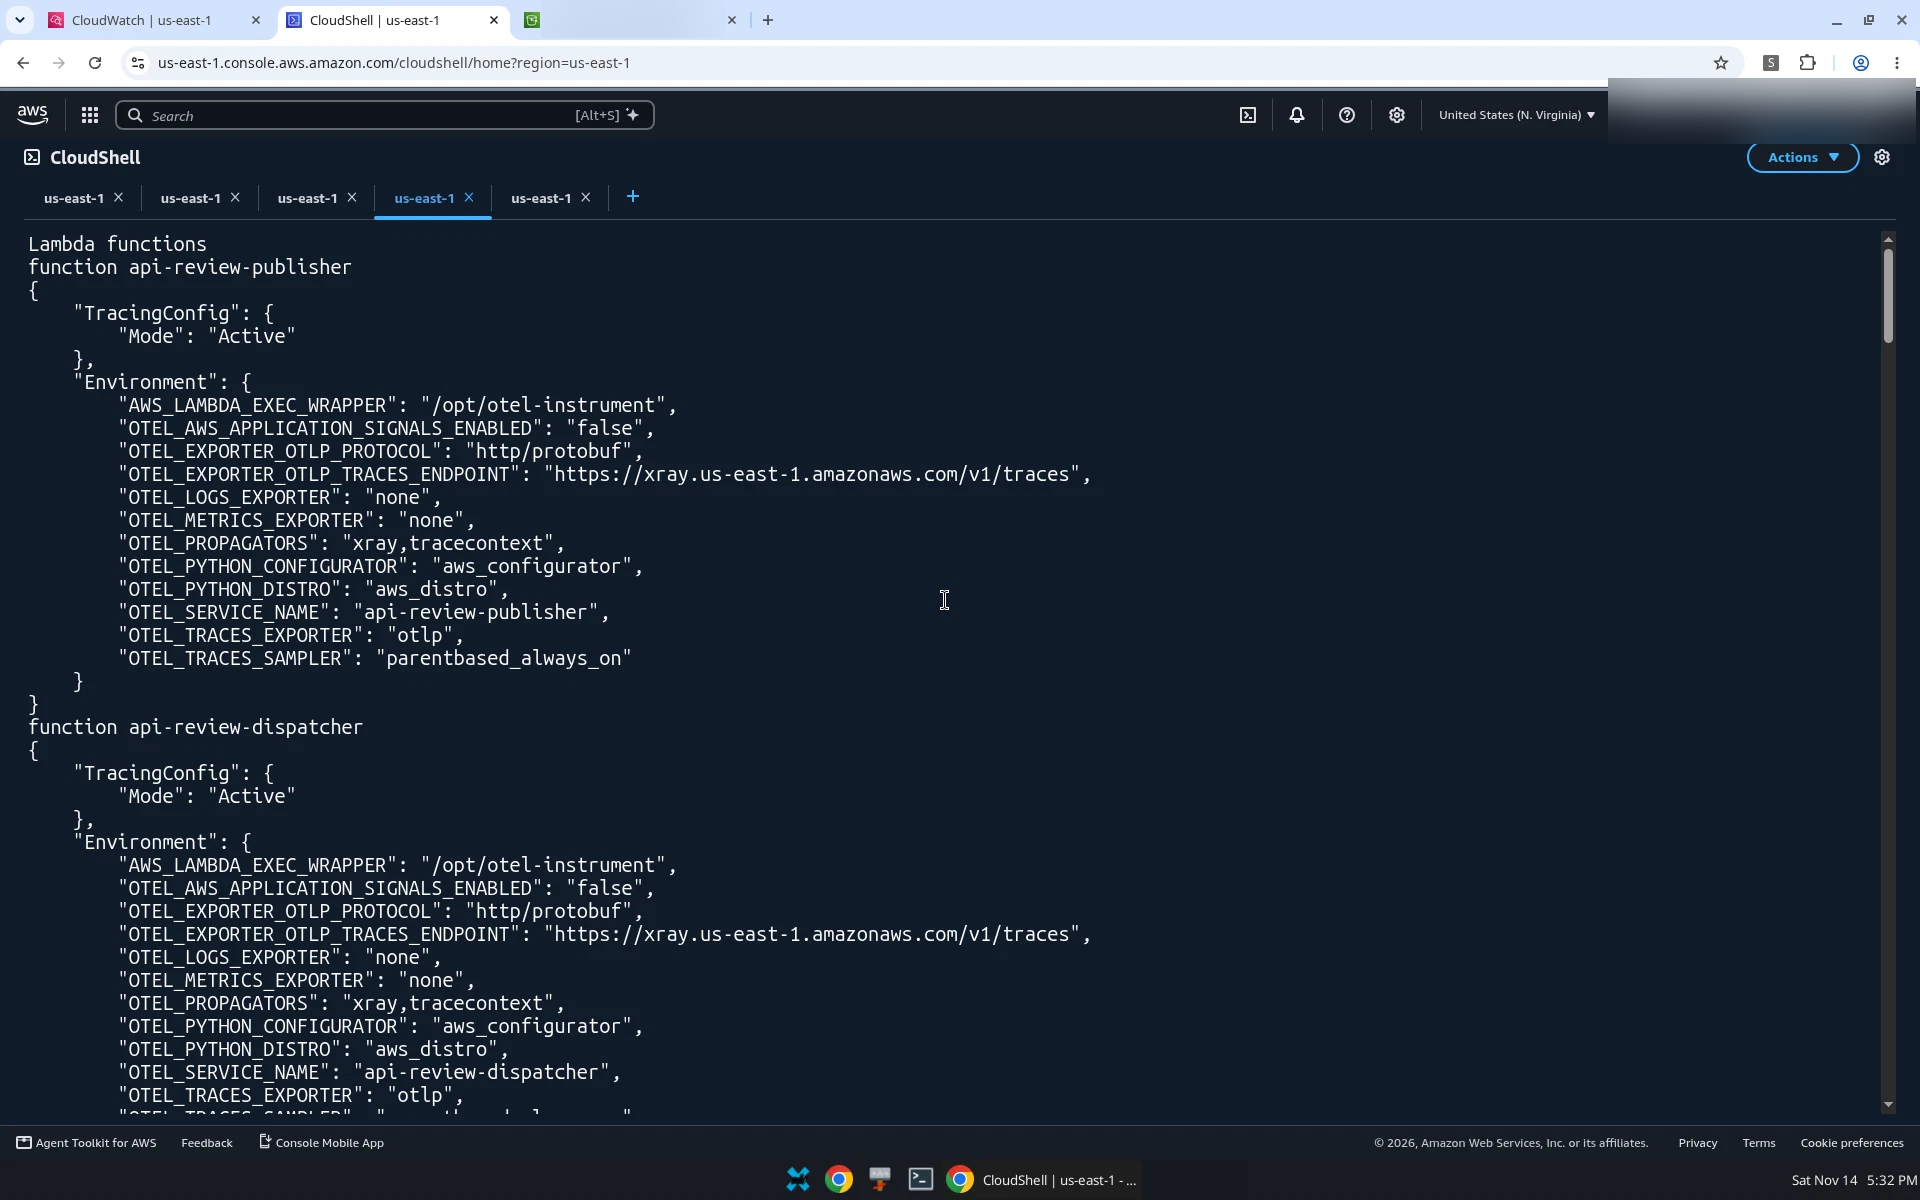 CloudWatch | us-east-1
CloudShell | us-east-1
us-east-1.console.aws.amazon.com/cloudshell/home?region=us-east-1
S
aws
Search
[Alt+S]
United States (N. Virginia)
CloudShell
Actions
us-east-1
us-east-1
us-east-1
us-east-1
us-east-1
Lambda functions
function api-review-publisher
{
    "TracingConfig": {
        "Mode": "Active"
    },
    "Environment": {
        "AWS_LAMBDA_EXEC_WRAPPER": "/opt/otel-instrument",
        "OTEL_AWS_APPLICATION_SIGNALS_ENABLED": "false",
        "OTEL_EXPORTER_OTLP_PROTOCOL": "http/protobuf",
        "OTEL_EXPORTER_OTLP_TRACES_ENDPOINT": "https://xray.us-east-1.amazonaws.com/v1/traces",
        "OTEL_LOGS_EXPORTER": "none",
        "OTEL_METRICS_EXPORTER": "none",
        "OTEL_PROPAGATORS": "xray,tracecontext",
        "OTEL_PYTHON_CONFIGURATOR": "aws_configurator",
        "OTEL_PYTHON_DISTRO": "aws_distro",
        "OTEL_SERVICE_NAME": "api-review-publisher",
        "OTEL_TRACES_EXPORTER": "otlp",
        "OTEL_TRACES_SAMPLER": "parentbased_always_on"
    }
}
function api-review-dispatcher
{
    "TracingConfig": {
        "Mode": "Active"
    },
    "Environment": {
        "AWS_LAMBDA_EXEC_WRAPPER": "/opt/otel-instrument",
        "OTEL_AWS_APPLICATION_SIGNALS_ENABLED": "false",
        "OTEL_EXPORTER_OTLP_PROTOCOL": "http/protobuf",
        "OTEL_EXPORTER_OTLP_TRACES_ENDPOINT": "https://xray.us-east-1.amazonaws.com/v1/traces",
        "OTEL_LOGS_EXPORTER": "none",
        "OTEL_METRICS_EXPORTER": "none",
        "OTEL_PROPAGATORS": "xray,tracecontext",
        "OTEL_PYTHON_CONFIGURATOR": "aws_configurator",
        "OTEL_PYTHON_DISTRO": "aws_distro",
        "OTEL_SERVICE_NAME": "api-review-dispatcher",
        "OTEL_TRACES_EXPORTER": "otlp",
Agent Toolkit for AWS
Feedback
Console Mobile App
© 2026, Amazon Web Services, Inc. or its affiliates.
Privacy
Terms
Cookie preferences
CloudShell | us-east-1 - ...
Sat Nov 14 5:32 PM